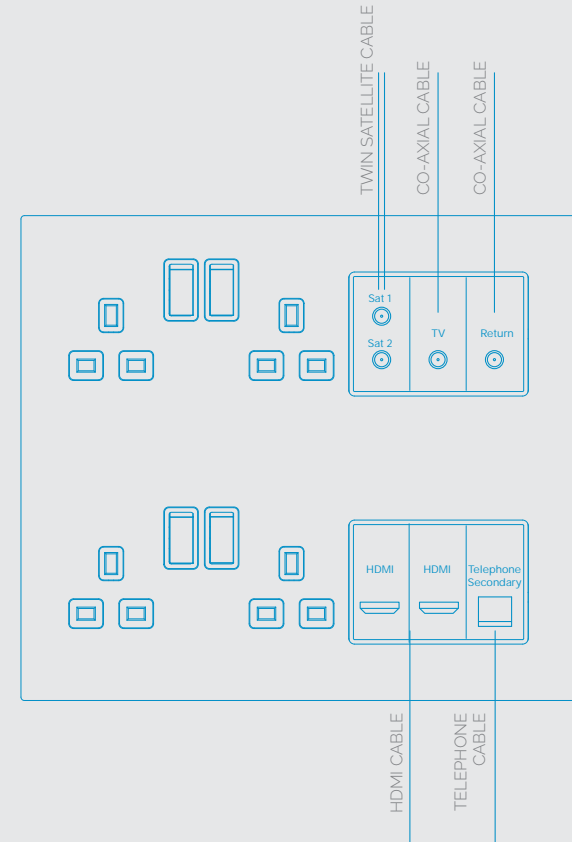 TWIN SATELLITE CABLE
CO-AXIAL CABLE
CO-AXIAL CABLE
Sat 1
Sat 2
TV
Return
HDMI
HDMI
Telephone
Secondary
HDMI CABLE
TELEPHONE
CABLE